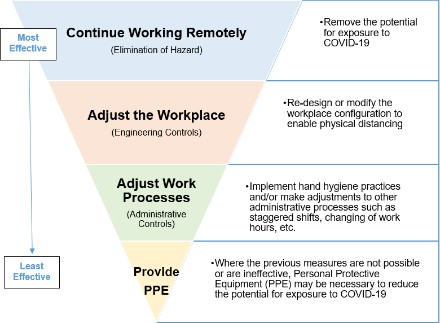 Most
Effective
Continue Working Remotely
(Elimination of Hazard)
•Remove the potential
for exposure to
COVID-19
Adjust the Workplace
(Engineering Controls)
•Re-design or modify the
workplace configuration to
enable physical distancing
Adjust Work
Processes
(Administrative
Controls)
•Implement hand hygiene practices
and/or make adjustments to other
administrative processes such as
staggered shifts, changing of work
hours, etc.
Least
Effective
Provide
PPE
•Where the previous measures are not possible
or are ineffective, Personal Protective
Equipment (PPE) may be necessary to reduce
the potential for exposure to COVID-19